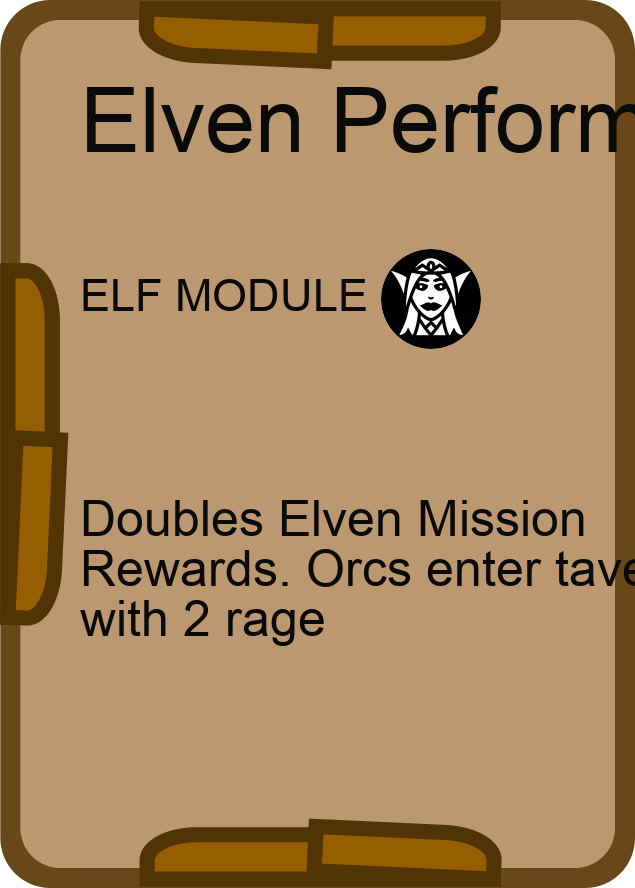 Elven Perform
ELF MODULE
Doubles Elven Mission
Rewards. Orcs enter tave
with 2 rage